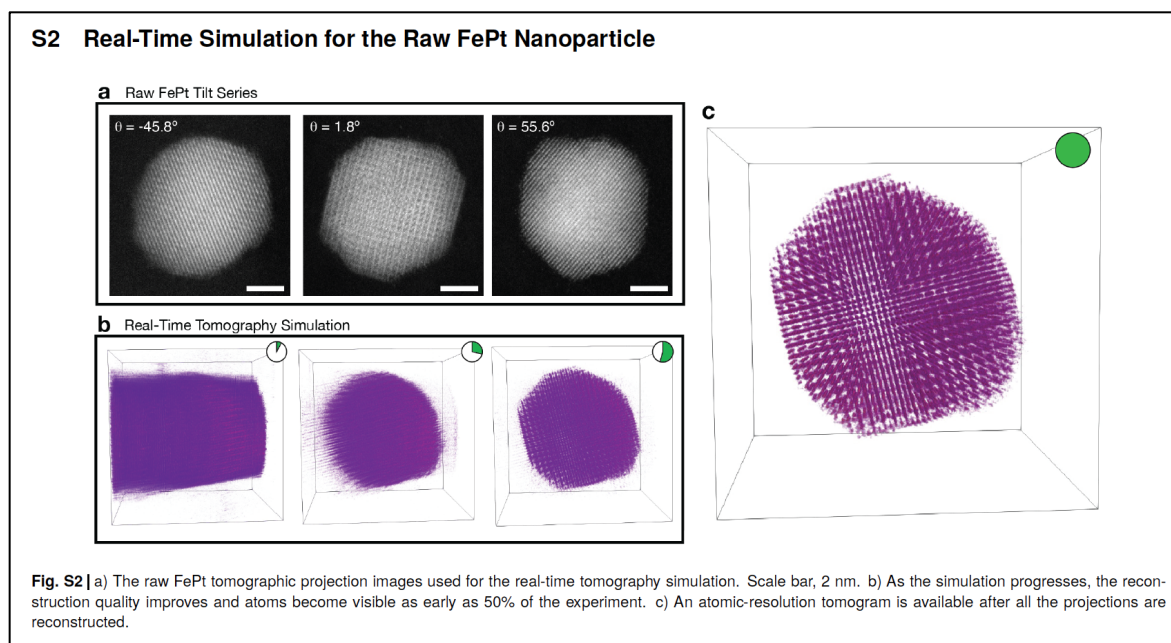 S2 Real-Time Simulation for the Raw FePt Nanoparticle
a Raw FePt Tilt Series
θ = -45.8º
θ = 1.8º
θ = 55.6º
c
b Real-Time Tomography Simulation
Fig. S2 | a) The raw FePt tomographic projection images used for the real-time tomography simulation. Scale bar, 2 nm. b) As the simulation progresses, the recon-
struction quality improves and atoms become visible as early as 50% of the experiment. c) An atomic-resolution tomogram is available after all the projections are
reconstructed.